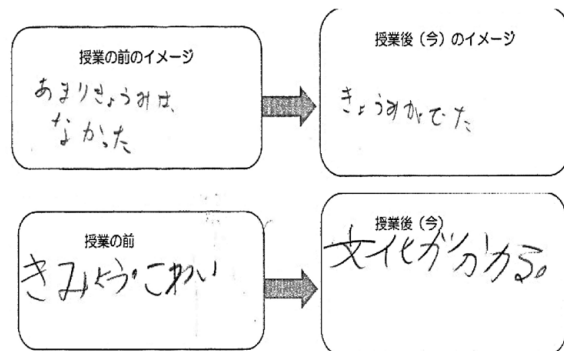 授業の前のイメージ
あまりきょうみは、
なかった
授業後（今）のイメージ
きょうみがでた
授業の前
きみょう・こわい
授業後（今）
文化が分かる。